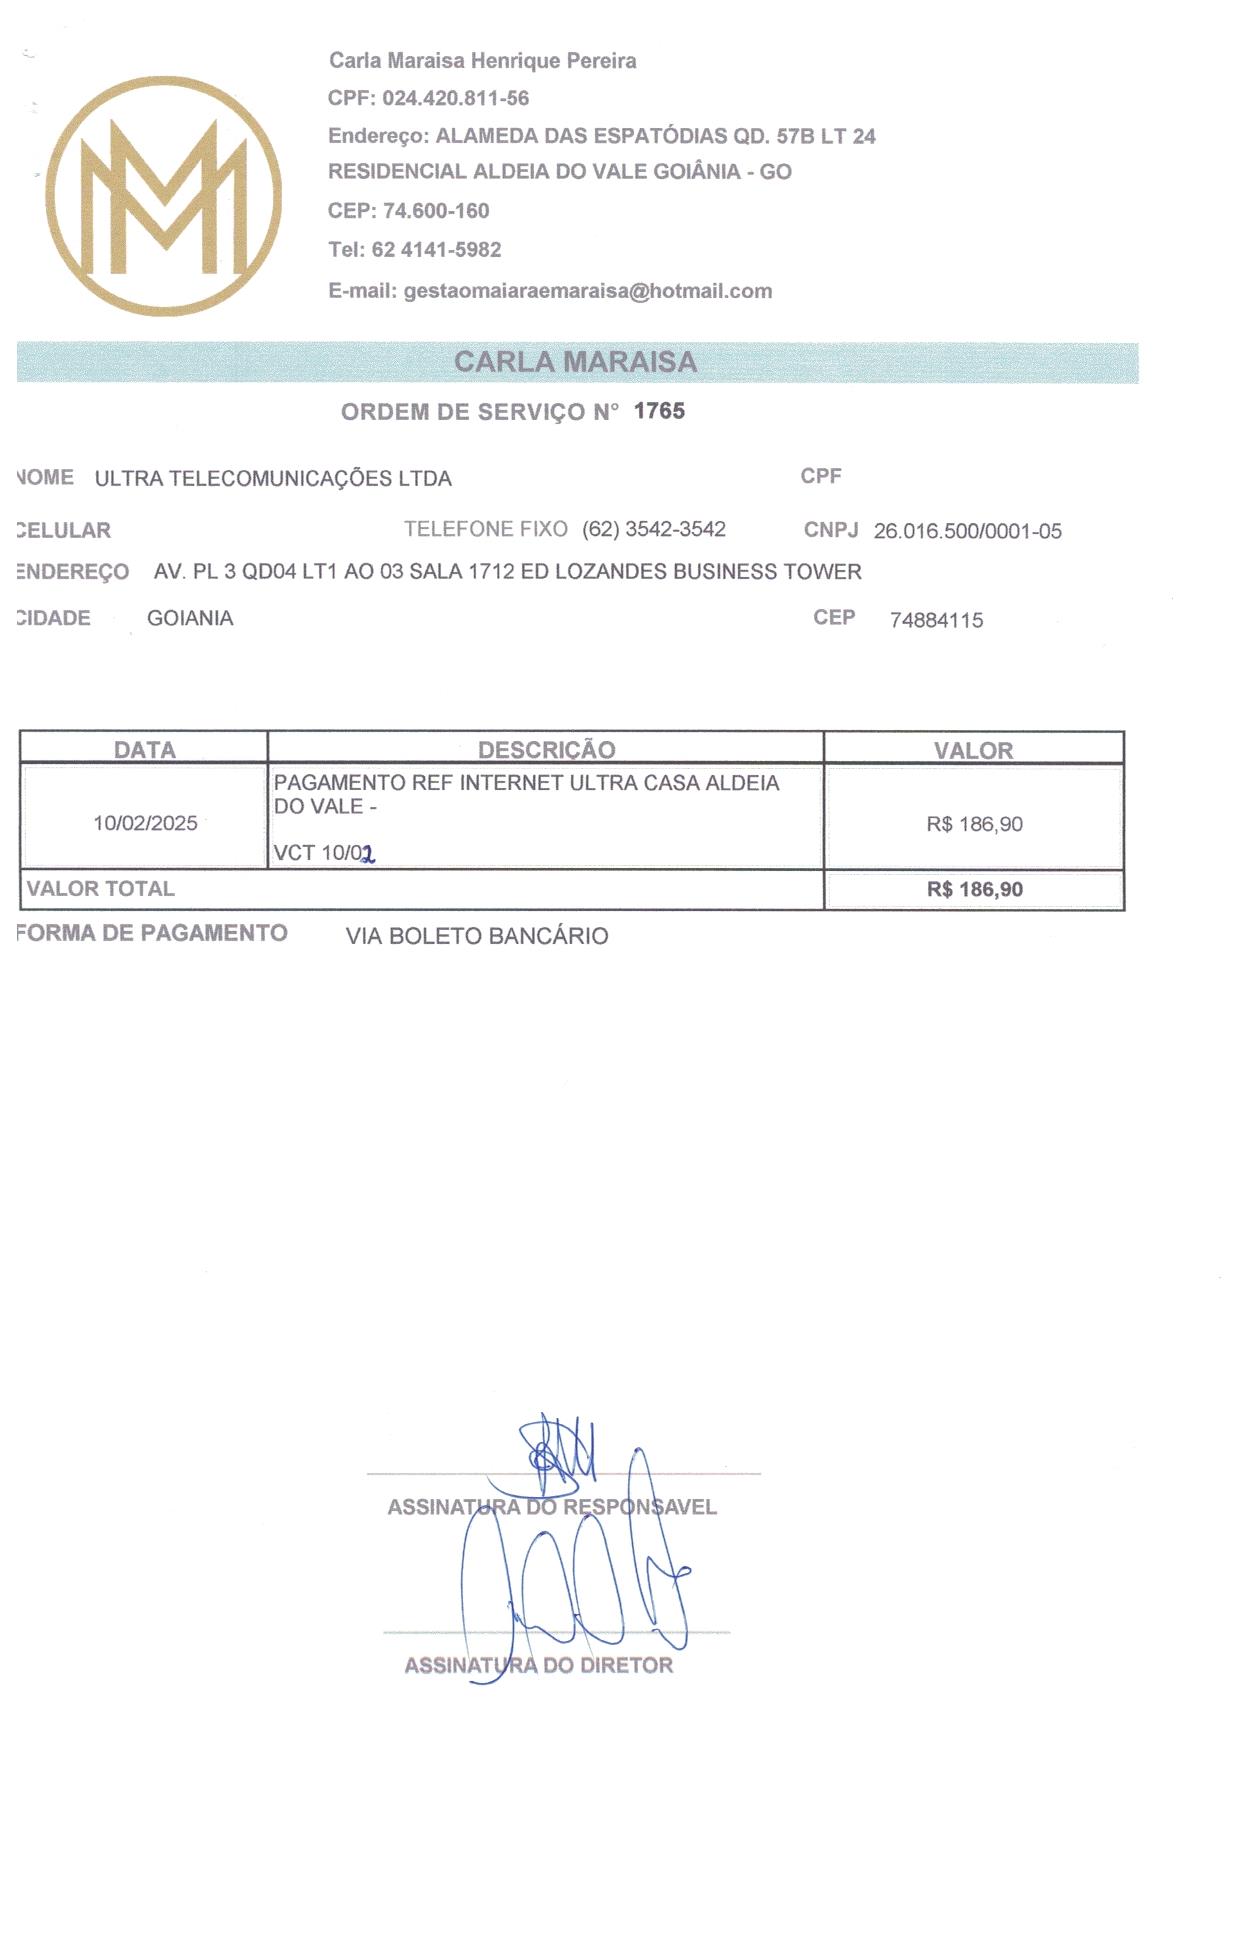 MM
Carla Maraisa Henrique Pereira
CPF: 024.420.811-56
Endereço: ALAMEDA DAS ESPATÓDIAS QD. 57B LT 24
RESIDENCIAL ALDEIA DO VALE GOIÂNIA - GO
CEP: 74.600-160
Tel: 62 4141-5982
E-mail: gestaomaiaraemaraisa@hotmail.com
CARLA MARAISA
ORDEM DE SERVIÇO N° 1765
NOME ULTRA TELECOMUNICAÇÕES LTDA CPF
CELULAR TELEFONE FIXO (62) 3542-3542 CNPJ 26.016.500/0001-05
ENDEREÇO AV. PL 3 QD04 LT1 AO 03 SALA 1712 ED LOZANDES BUSINESS TOWER
CIDADE GOIANIA CEP 74884115
DATA DESCRIÇÃO VALOR
PAGAMENTO REF INTERNET ULTRA CASA ALDEIA
DO VALE -
10/02/2025 R$ 186,90
VCT 10/02
VALOR TOTAL R$ 186,90
FORMA DE PAGAMENTO VIA BOLETO BANCÁRIO
ASSINATURA DO RESPONSAVEL
ASSINATURA DO DIRETOR